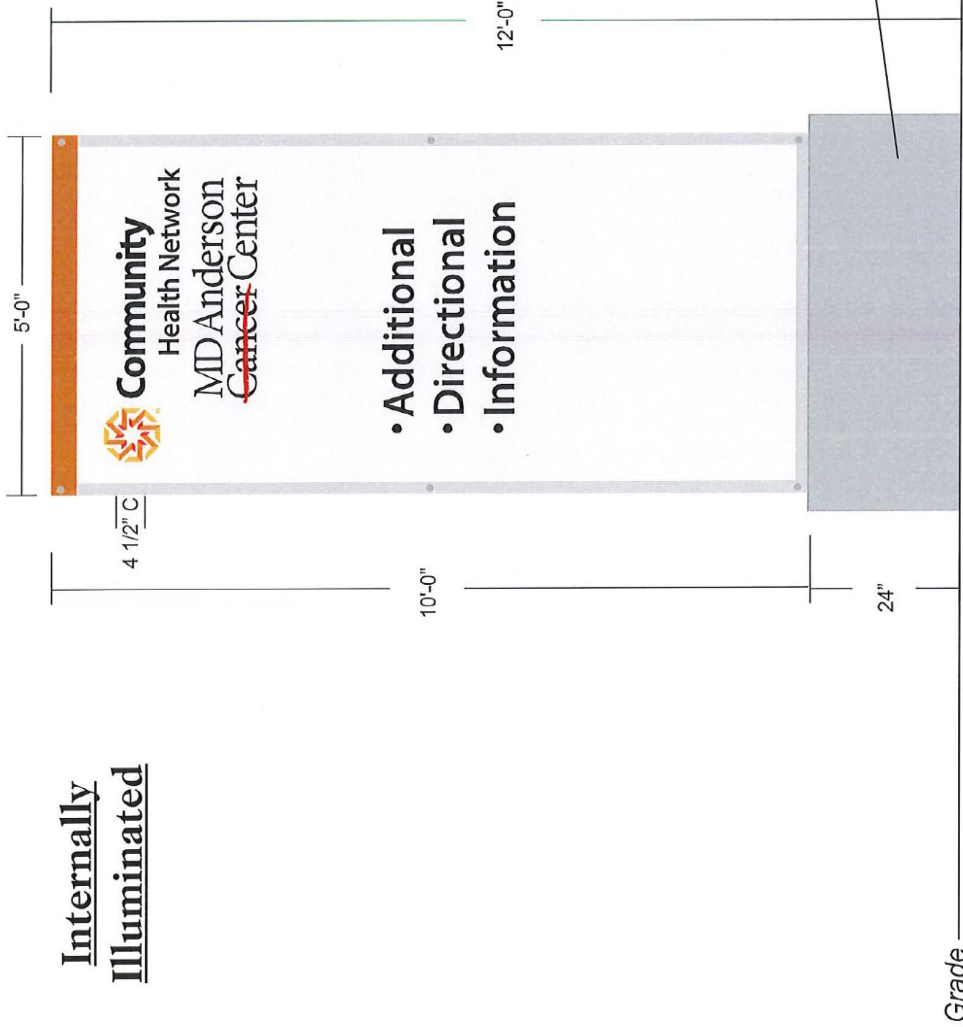 Internally
Illuminated
5'-0"
4 1/2" C
Community
Health Network
MD Anderson
Cancer Center
• Additional
• Directional
• Information
10'-0"
12'-0"
24"
Grade